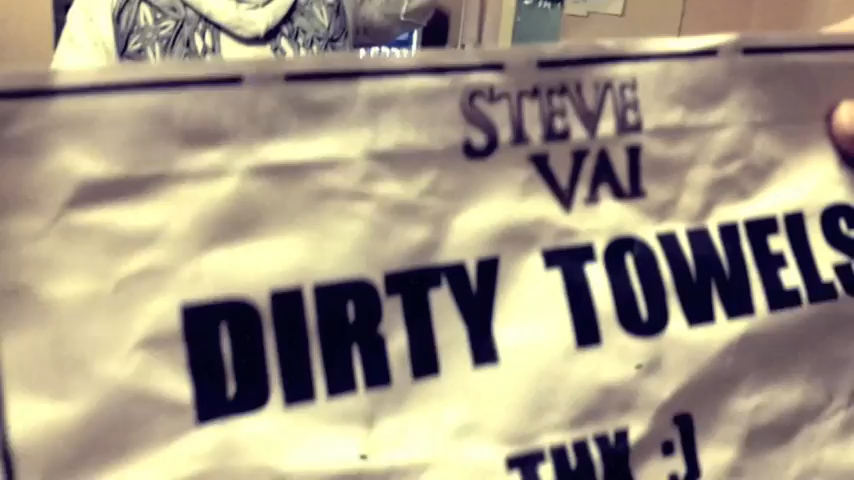 STEVE
VAI
DIRTY TOWELS
THX :]